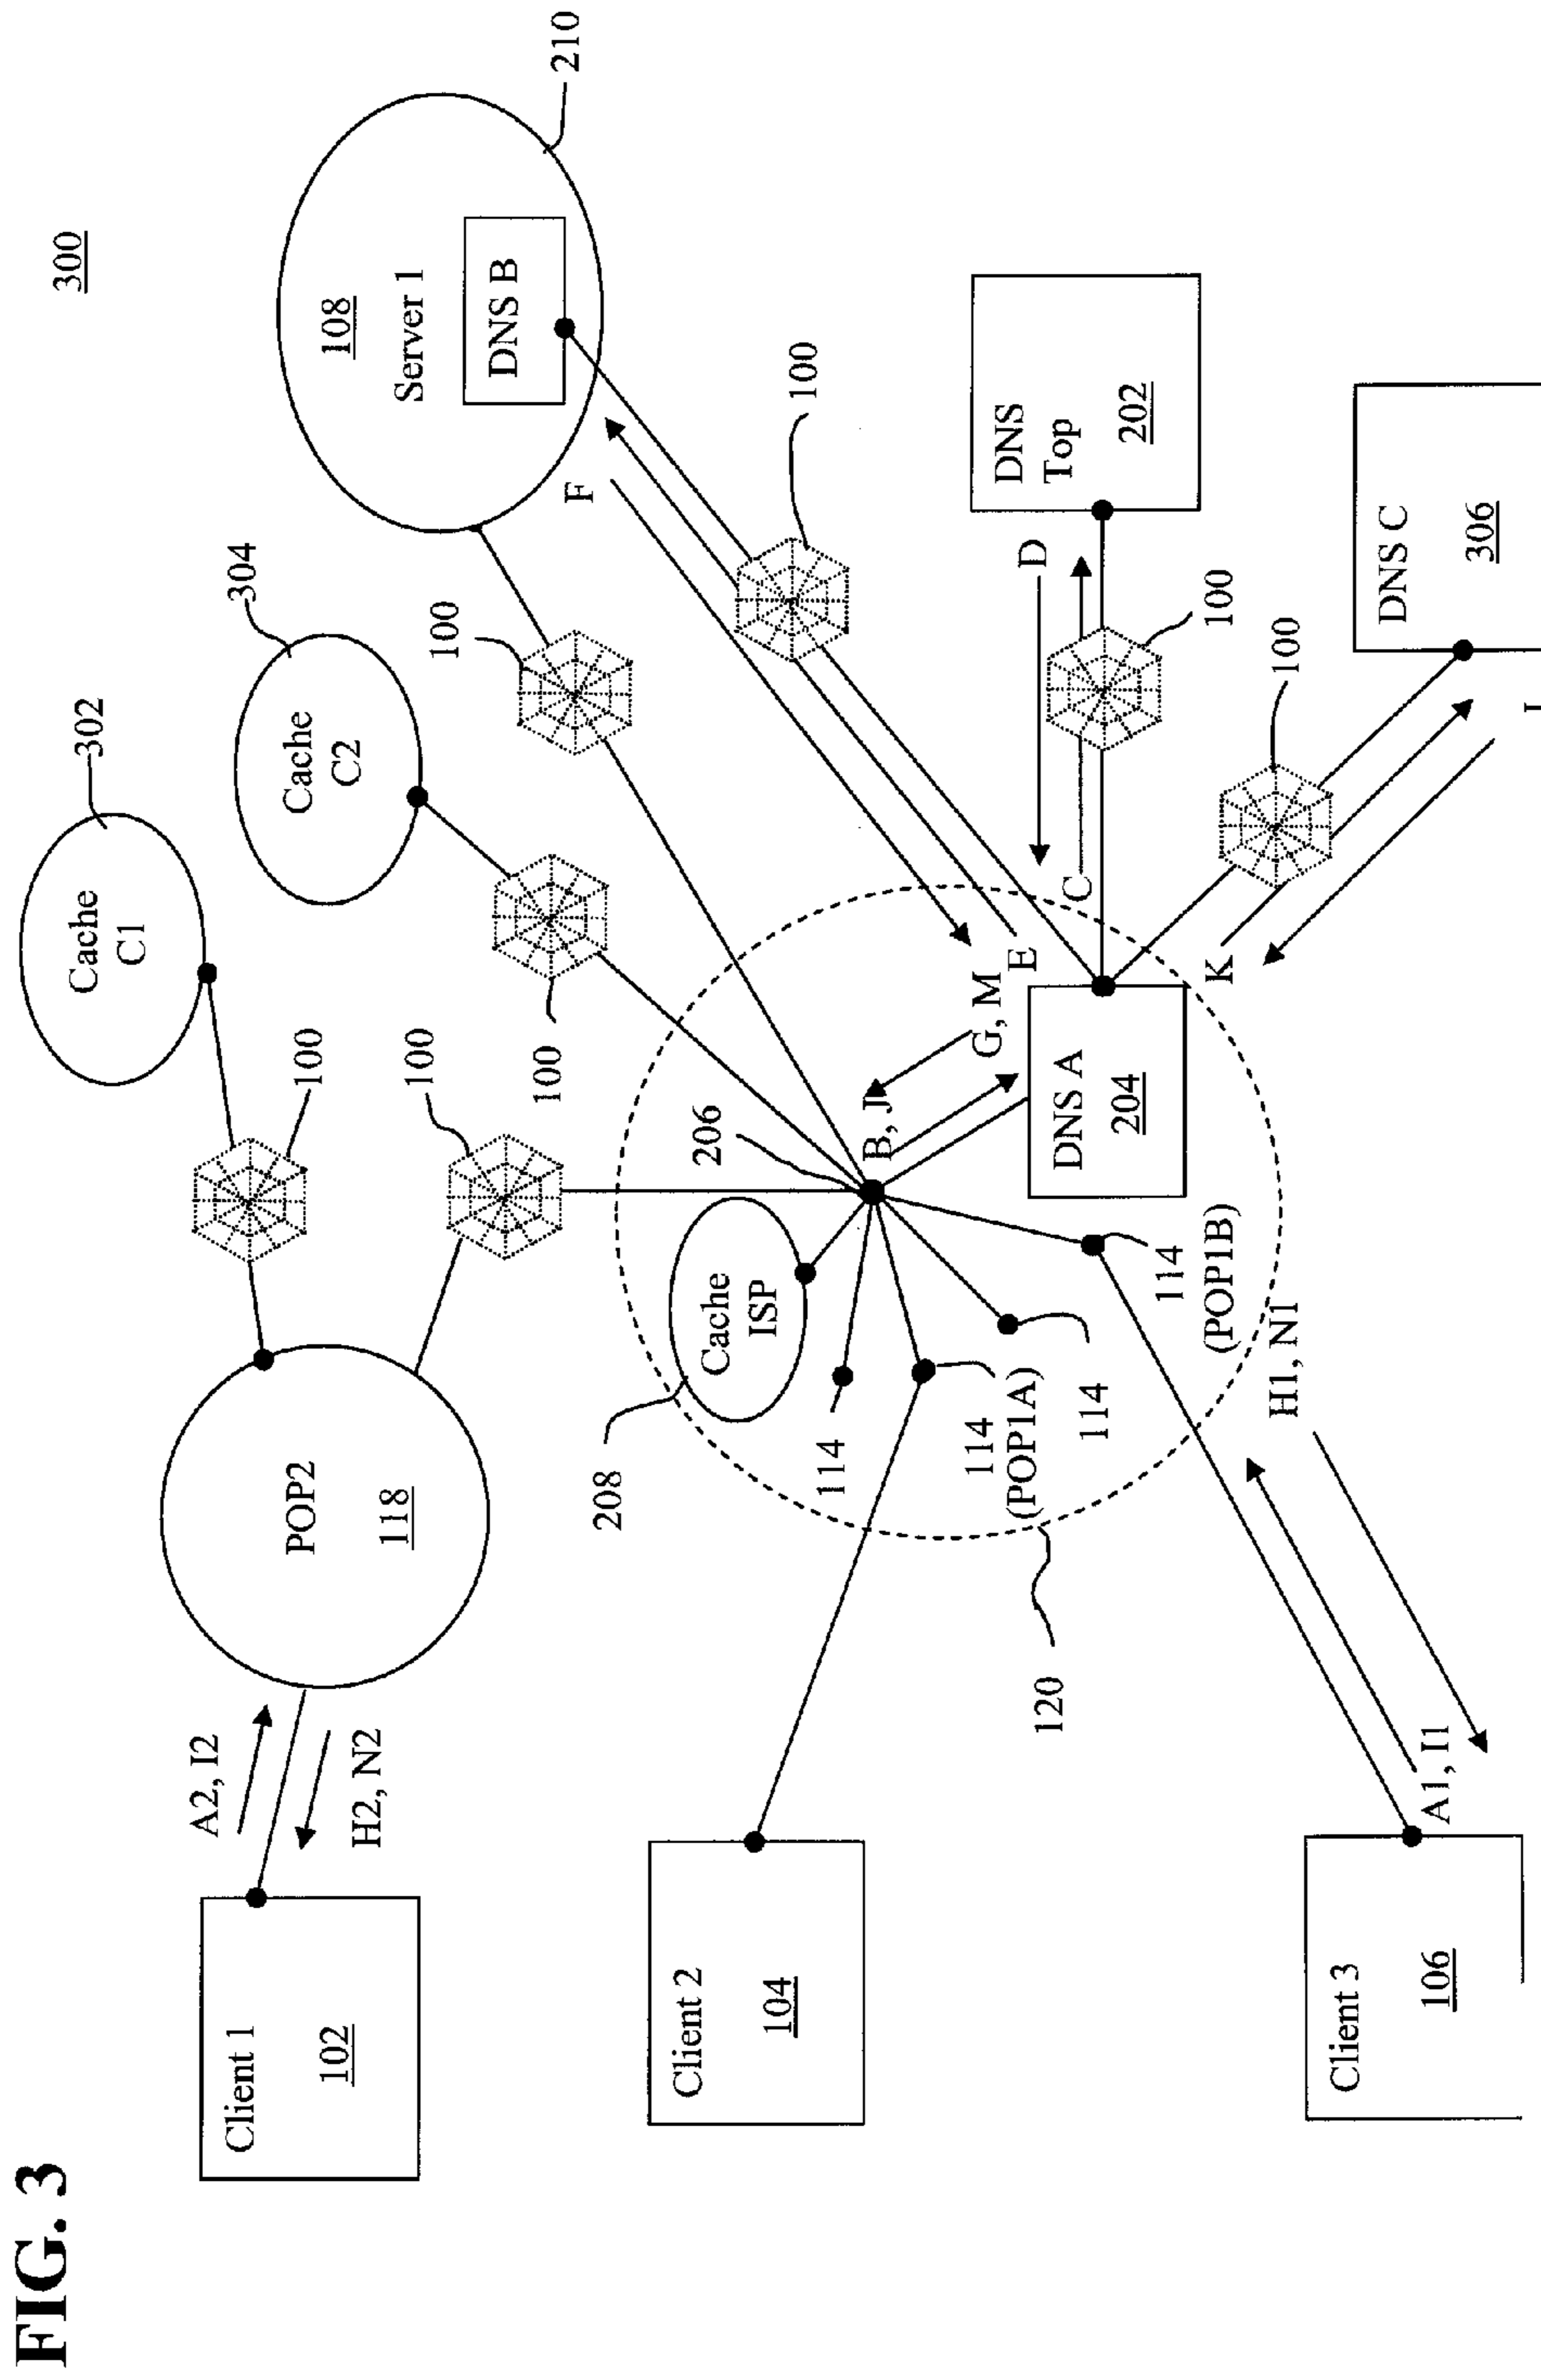 FIG. 3
300
Client 1
102
A2, I2
H2, N2
POP2
118
100
Cache
C1
302
100
Cache
C2
304
100
100
108
Server 1
DNS B
210
F
100
Client 2
104
208
Cache
ISP
206
114
114
(POP1A)
114
114
(POP1B)
120
B, J
G, M
E
DNS A
204
C
D
100
DNS
Top
202
K
100
DNS C
306
H1, N1
A1, I1
Client 3
106